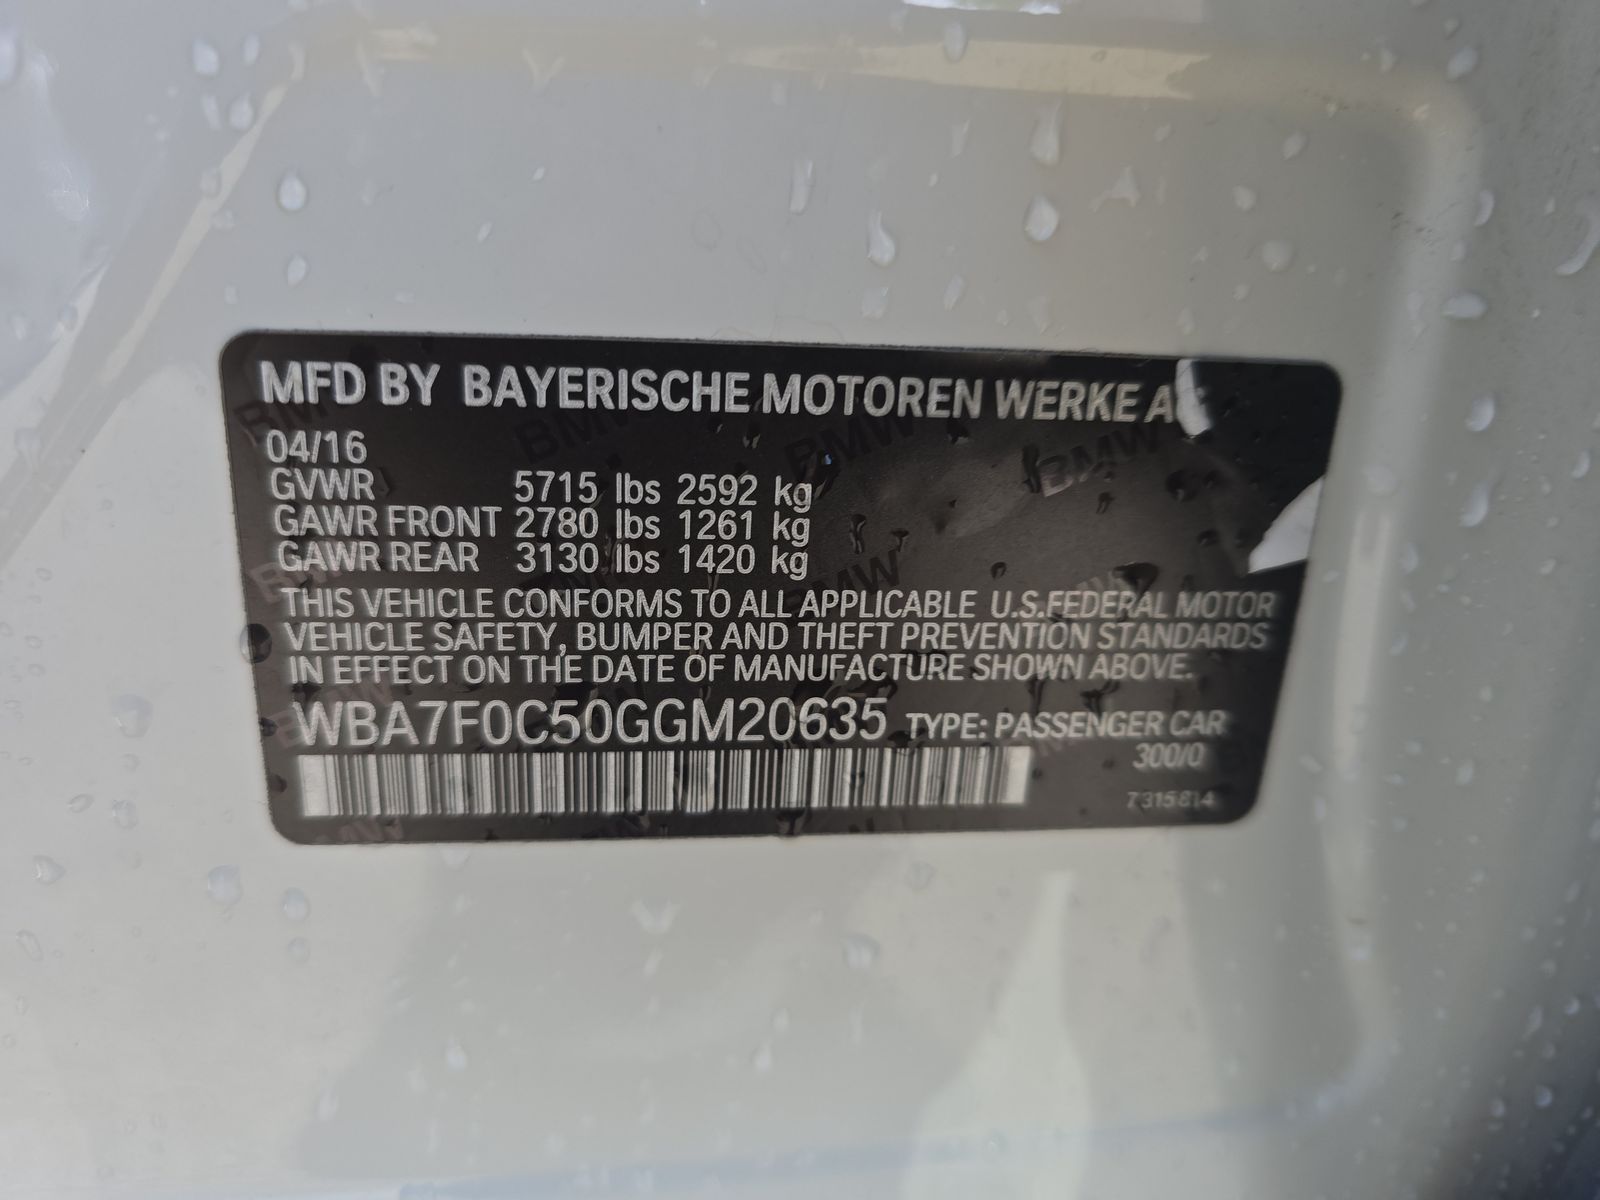 MFD BY BAYERISCHE MOTOREN WERKE AG
04/16
GVWR 5715 lbs 2592 kg
GAWR FRONT 2780 lbs 1261 kg
GAWR REAR 3130 lbs 1420 kg
THIS VEHICLE CONFORMS TO ALL APPLICABLE U.S.FEDERAL MOTOR
VEHICLE SAFETY, BUMPER AND THEFT PREVENTION STANDARDS
IN EFFECT ON THE DATE OF MANUFACTURE SHOWN ABOVE.
WBA7F0C50GGM20635 TYPE: PASSENGER CAR
300/0
7315814